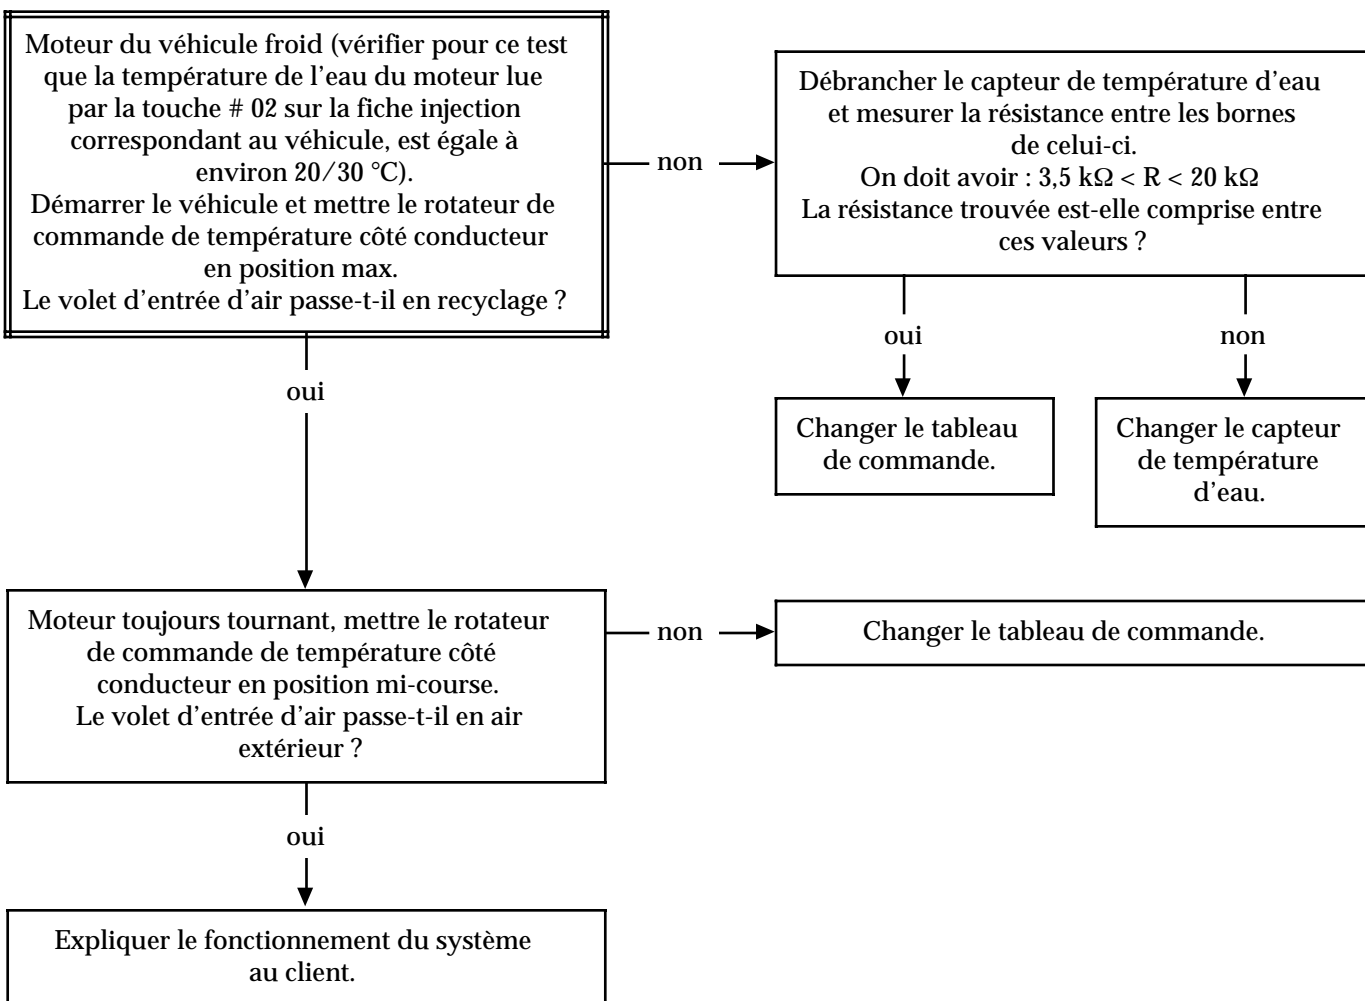 Moteur du véhicule froid (vérifier pour ce test
que la température de l’eau du moteur lue
par la touche # 02 sur la fiche injection
correspondant au véhicule, est égale à
environ 20/30 °C).
Démarrer le véhicule et mettre le rotateur de
commande de température côté conducteur
en position max.
Le volet d'entrée d’air passe-t-il en recyclage ?
non
Débrancher le capteur de température d’eau
et mesurer la résistance entre les bornes
de celui-ci.
On doit avoir : 3,5 kΩ < R < 20 kΩ
La résistance trouvée est-elle comprise entre
ces valeurs ?
oui
non
oui
Changer le tableau
de commande.
Changer le capteur
de température
d’eau.
Moteur toujours tournant, mettre le rotateur
de commande de température côté
conducteur en position mi-course.
Le volet d’entrée d’air passe-t-il en air
extérieur ?
non
Changer le tableau de commande.
oui
Expliquer le fonctionnement du système
au client.